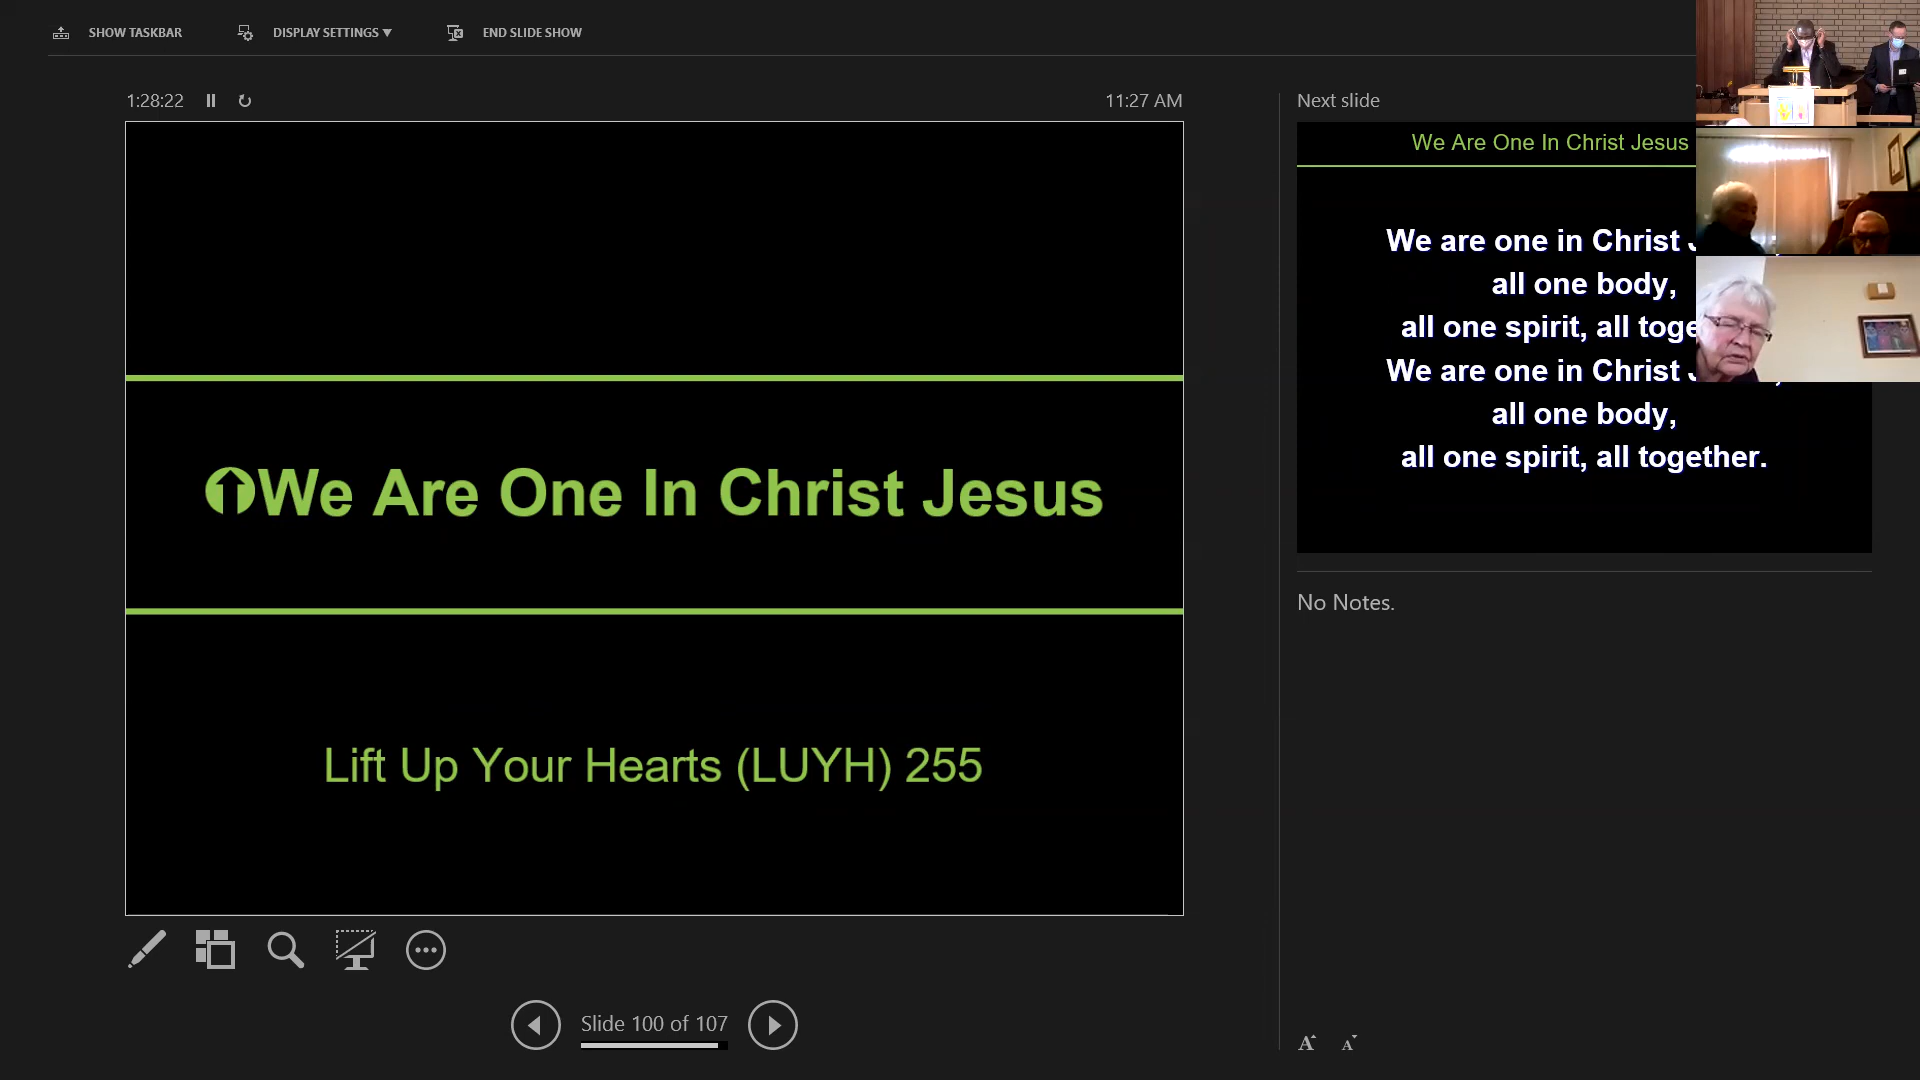 SHOW TASKBAR
DISPLAY SETTINGS ▼
END SLIDE SHOW
1:28:22
11:27 AM
We Are One In Christ Jesus
Lift Up Your Hearts (LUYH) 255
Slide 100 of 107
Next slide
We Are One In Christ Jesus
We are one in Christ
all one body,
all one spirit, all
We are one in Christ
all one body,
all one spirit, all together.
No Notes.
A A